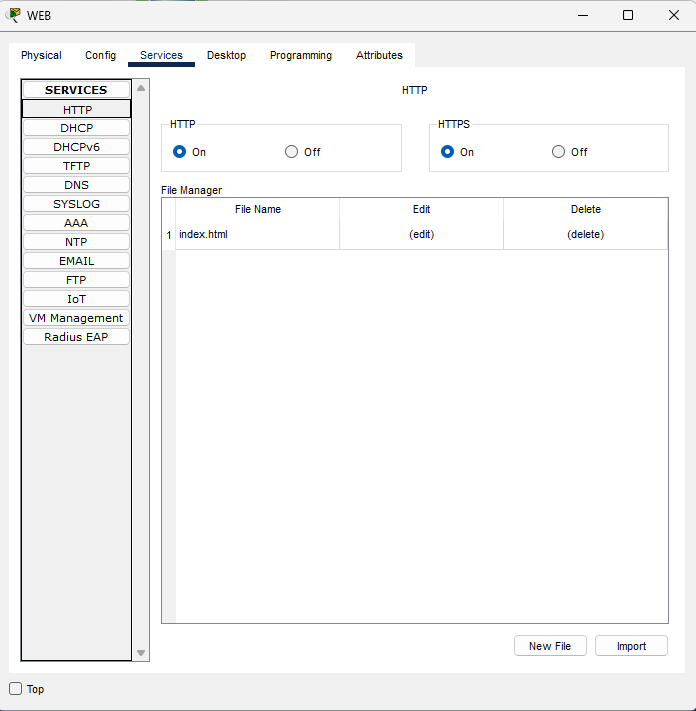 WEB
Physical Config Services Desktop Programming Attributes
SERVICES
HTTP
DHCP
DHCPv6
TFTP
DNS
SYSLOG
AAA
NTP
EMAIL
FTP
IoT
VM Management
Radius EAP
HTTP
HTTP
On Off
HTTPS
On Off
File Manager
File Name Edit Delete
1 index.html (edit) (delete)
New File Import
Top